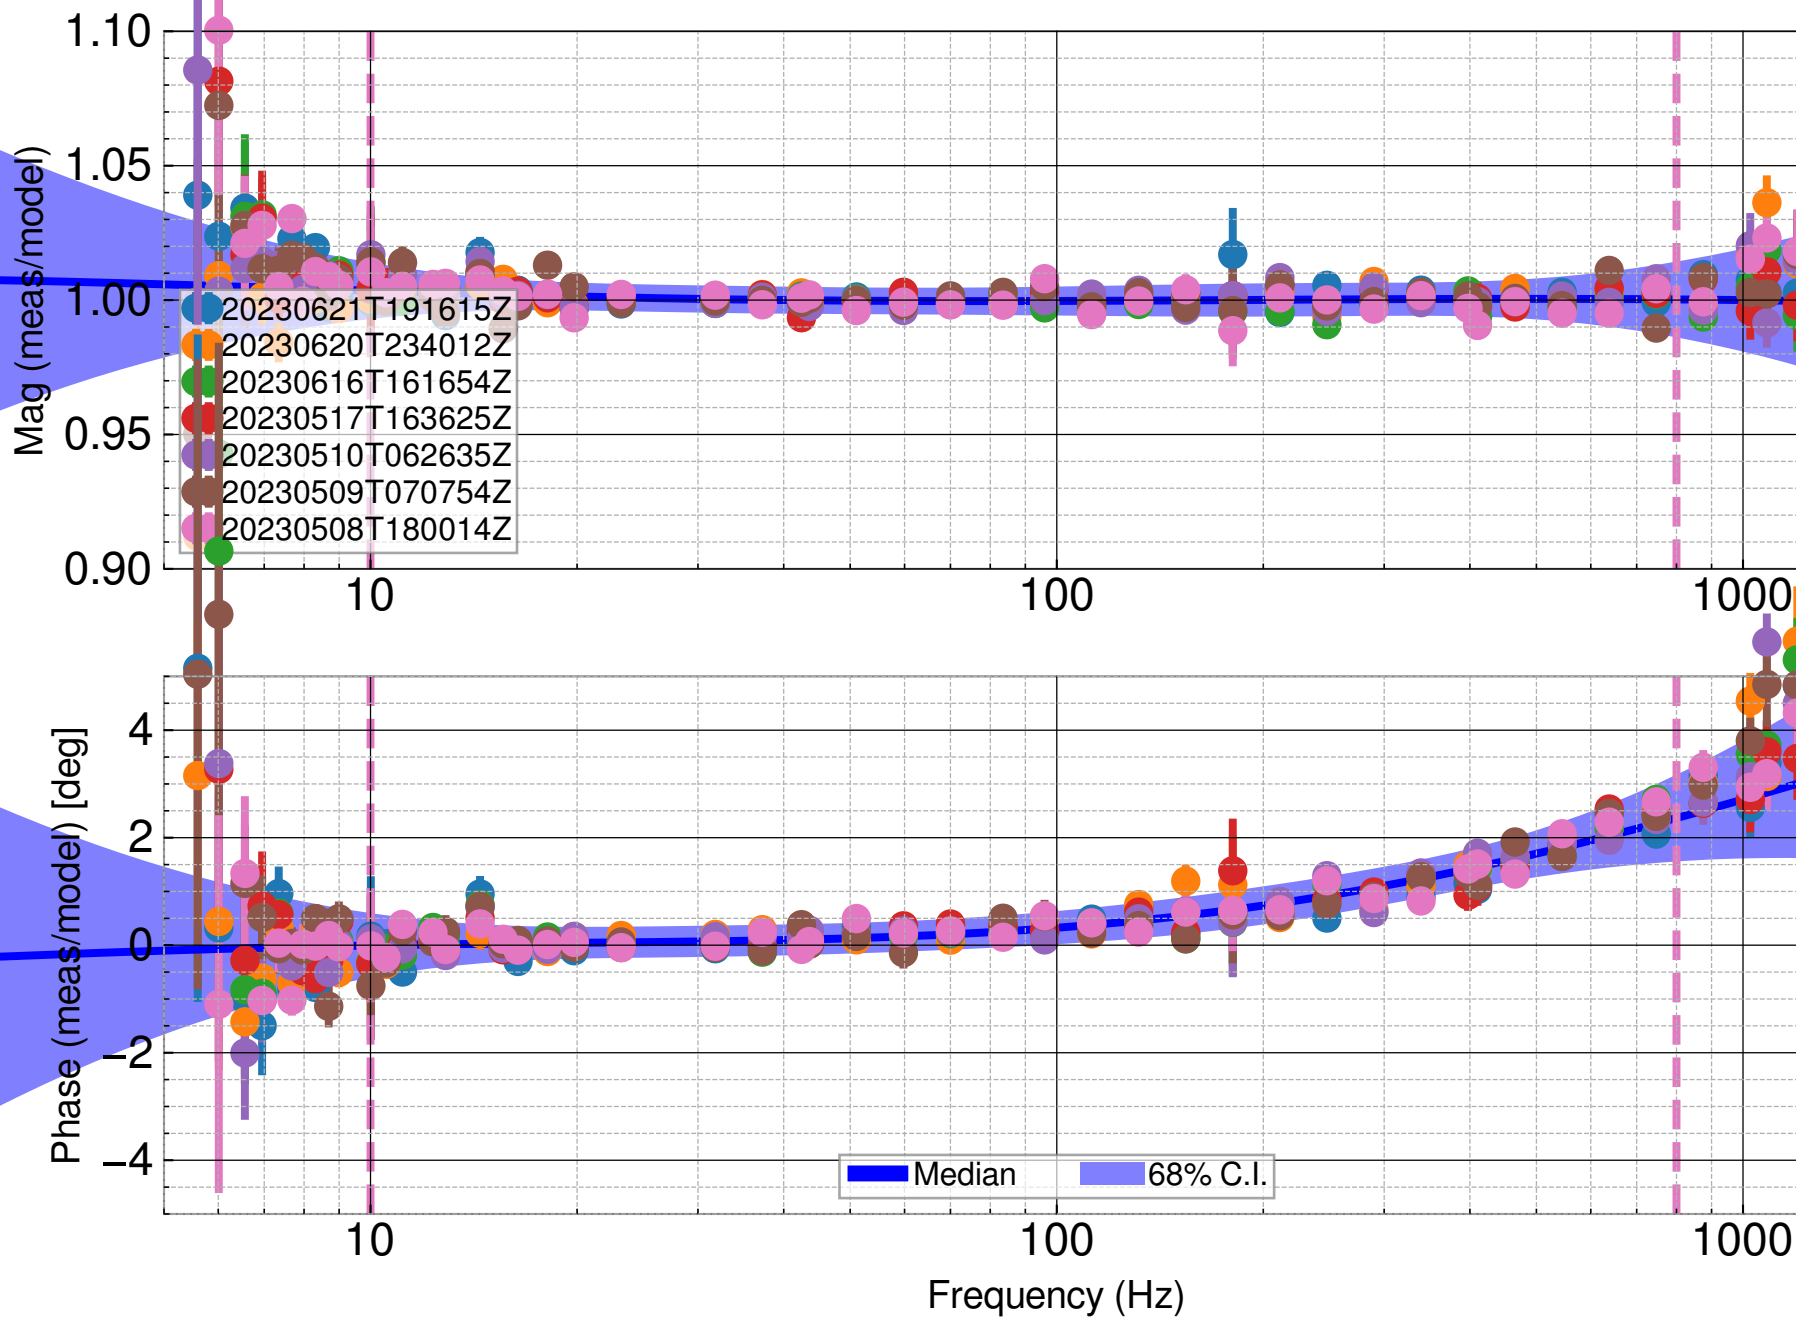 Mag (meas/model)
1.10
1.05
1.00
0.95
0.90
20230621T191615Z
20230620T234012Z
20230616T161654Z
20230517T163625Z
20230510T062635Z
20230509T070754Z
20230508T180014Z
10
100
1000
Phase (meas/model) [deg]
4
2
0
−2
−4
Median
68% C.I.
10
100
1000
Frequency (Hz)